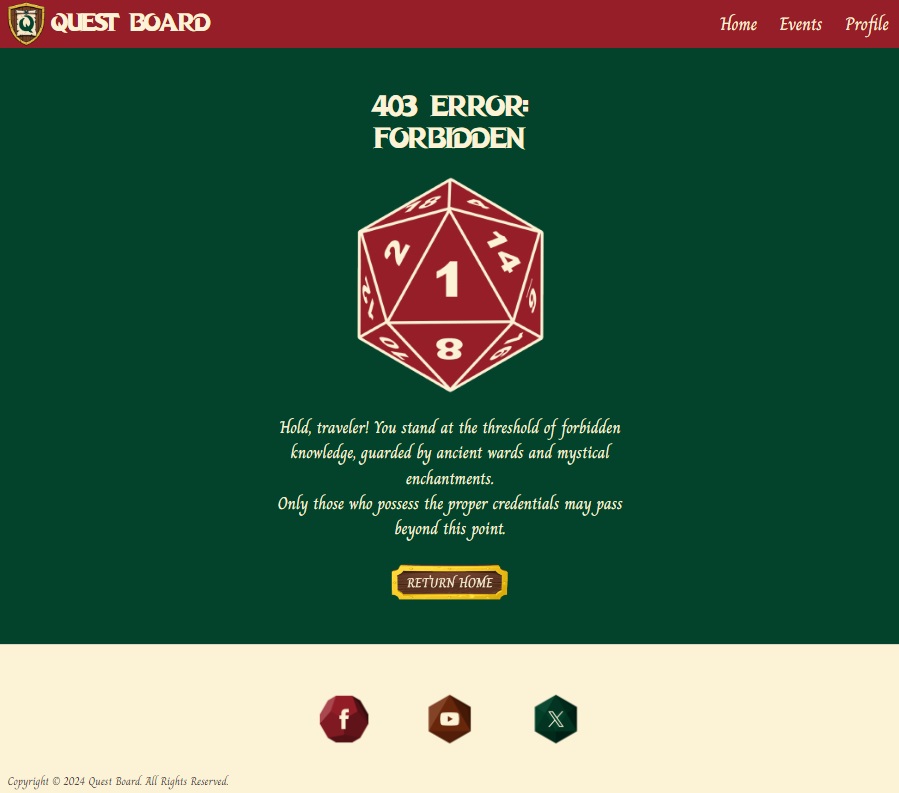 QUEST BOARD
Home Events Profile
403 ERROR:
FORBIDDEN
18
2
14
1
12
9
20
8
16
Hold, traveler! You stand at the threshold of forbidden
knowledge, guarded by ancient wards and mystical
enchantments.
Only those who possess the proper credentials may pass
beyond this point.
RETURN HOME
Copyright © 2024 Quest Board. All Rights Reserved.